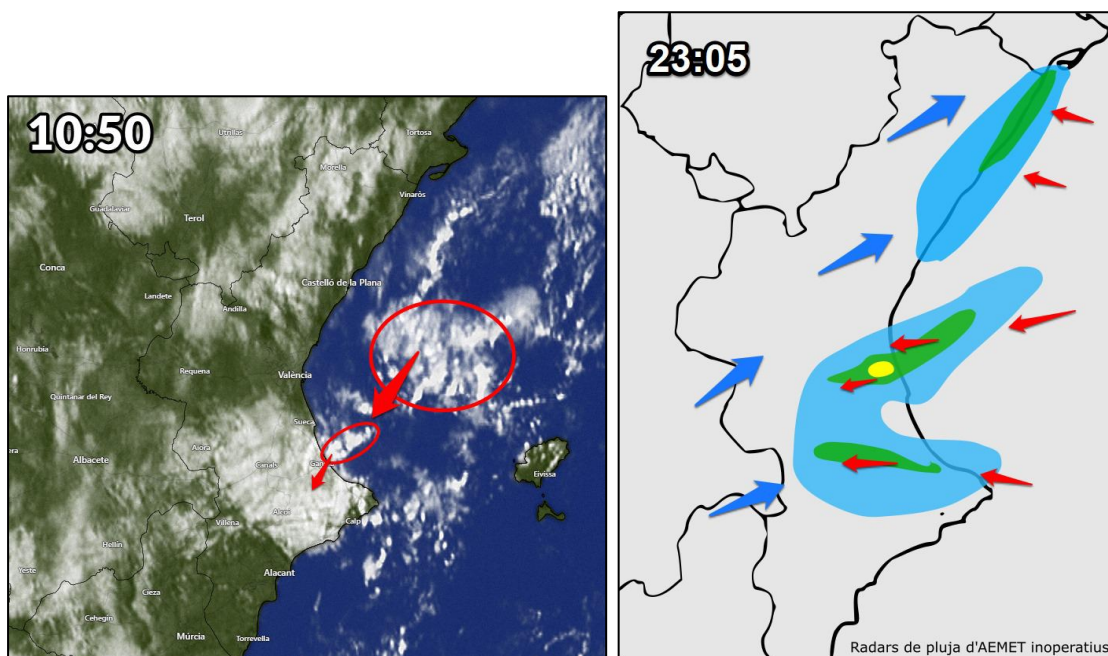 10:50
Utrillas
Tortosa
Morella
Vinaròs
Guadalaviar
Terol
Conca
Castelló de la Plana
Landete
Andilla
Honrubia
Requena
València
Quintanar del Rey
Sueca
Aiora
Albacete
Canals
Eivissa
Alcoi
Villena
Calp
Hellín
Alacant
Yeste
Cieza
Cehegín
Múrcia
Torrevella
23:05
Radars de pluja d'AEMET inoperatius